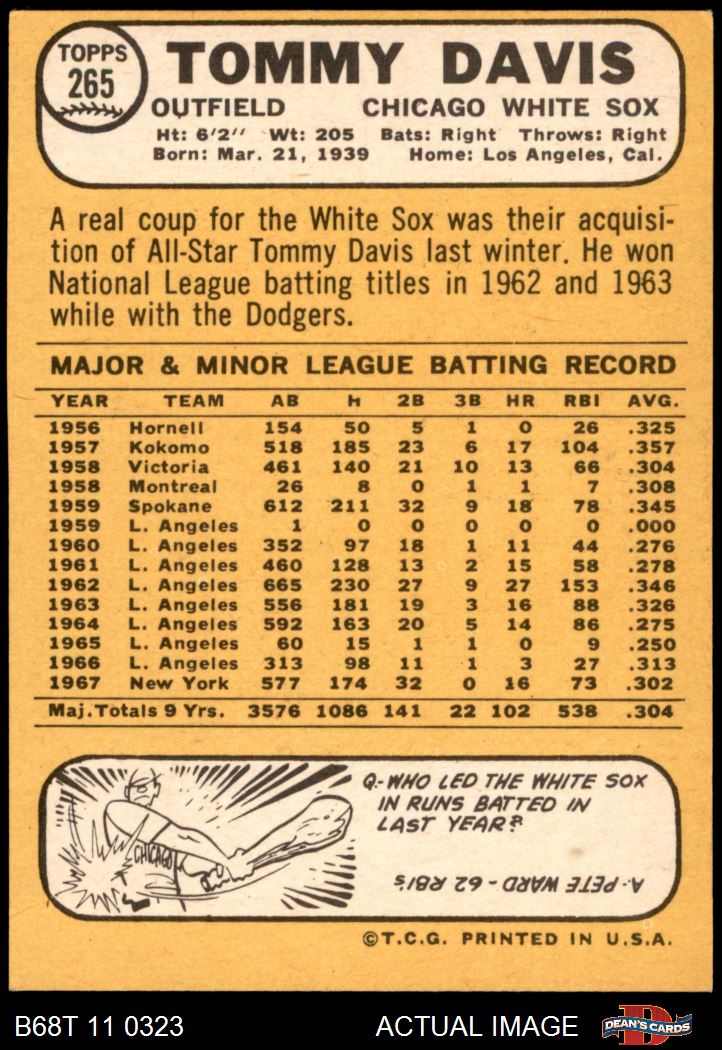 TOPPS
265
TOMMY DAVIS
OUTFIELD CHICAGO WHITE SOX
Ht: 6'2" Wt: 205 Bats: Right Throws: Right
Born: Mar. 21, 1939 Home: Los Angeles, Cal.
A real coup for the White Sox was their acquisi-
tion of All-Star Tommy Davis last winter. He won
National League batting titles in 1962 and 1963
while with the Dodgers.
MAJOR & MINOR LEAGUE BATTING RECORD
YEAR TEAM AB H 2B 3B HR RBI AVG.
1956 Hornell 154 50 5 1 0 26 .325
1957 Kokomo 518 185 23 6 17 104 .357
1958 Victoria 461 140 21 10 13 66 .304
1958 Montreal 26 8 0 1 1 7 .308
1959 Spokane 612 211 32 9 18 78 .345
1959 L. Angeles 1 0 0 0 0 0 .000
1960 L. Angeles 352 97 18 1 11 44 .276
1961 L. Angeles 460 128 13 2 15 58 .278
1962 L. Angeles 665 230 27 9 27 153 .346
1963 L. Angeles 556 181 19 3 16 88 .326
1964 L. Angeles 592 163 20 5 14 86 .275
1965 L. Angeles 60 15 1 1 0 9 .250
1966 L. Angeles 313 98 11 1 3 27 .313
1967 New York 577 174 32 0 16 73 .302
Maj. Totals 9 Yrs. 3576 1086 141 22 102 538 .304
CHICAGO
Q-WHO LED THE WHITE SOX
IN RUNS BATTED IN
LAST YEAR?
A-PETE WARD-62 RBI's
©T.C.G. PRINTED IN U.S.A.
B68T 11 0323 ACTUAL IMAGE DEAN'S CARDS